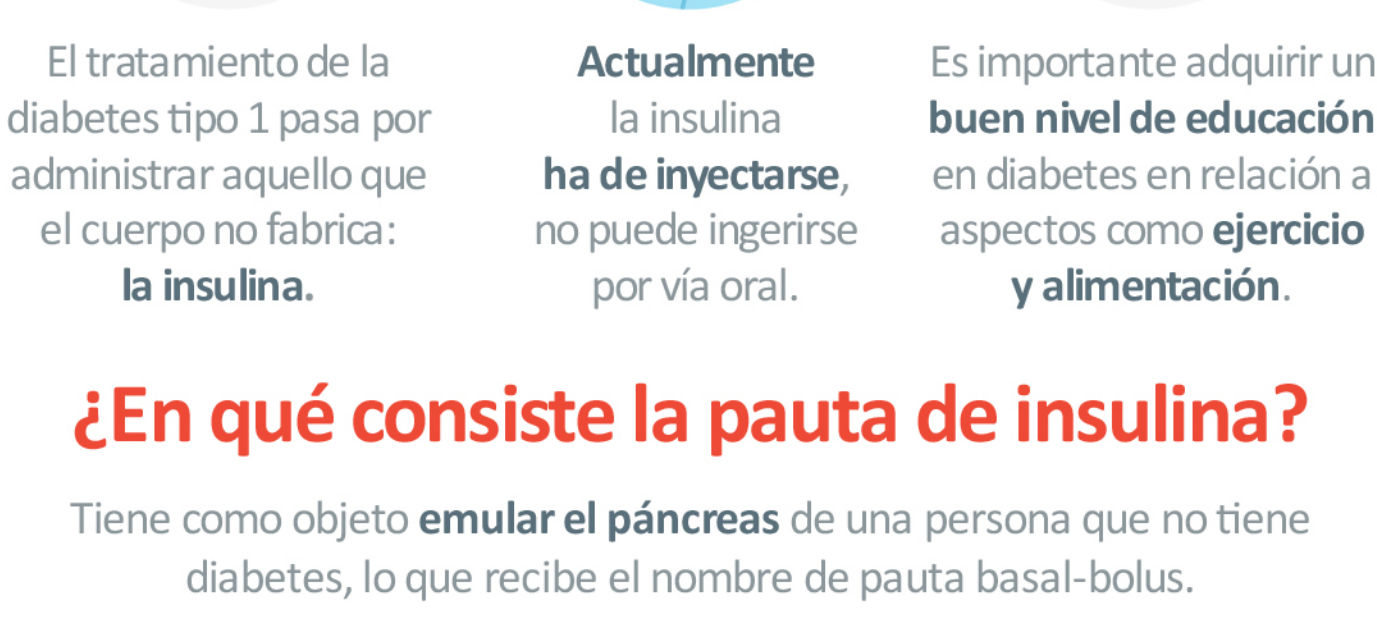 El tratamiento de la
diabetes tipo 1 pasa por
administrar aquello que
el cuerpo no fabrica:
la insulina.
Actualmente
la insulina
ha de inyectarse,
no puede ingerirse
por vía oral.
Es importante adquirir un
buen nivel de educación
en diabetes en relación a
aspectos como ejercicio
y alimentación.
¿En qué consiste la pauta de insulina?
Tiene como objeto emular el páncreas de una persona que no tiene
diabetes, lo que recibe el nombre de pauta basal-bolus.